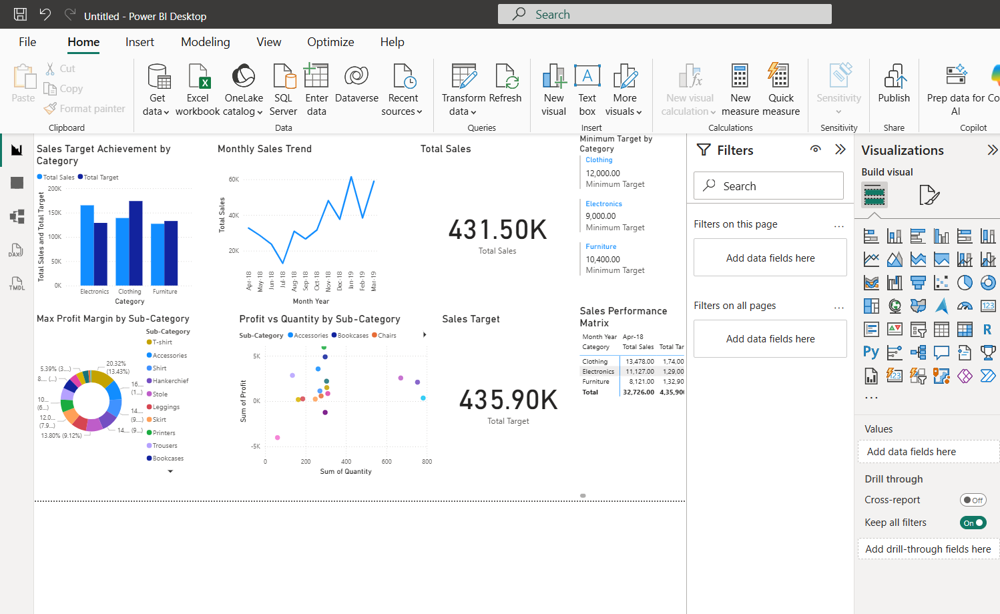 Untitled - Power BI Desktop
Search
File Home Insert Modeling View Optimize Help
Paste
Cut
Copy
Format painter
Clipboard
Get data
Excel workbook
OneLake catalog
SQL Server
Enter data
Dataverse
Recent sources
Data
Transform data
Refresh
Queries
New visual
Text box
More visuals
Insert
New visual calculation
New measure
Quick measure
Calculations
Sensitivity
Sensitivity
Publish
Share
Prep data for AI
Co
Copilot
DAX
TMDL
Sales Target Achievement by
Category
Total Sales Total Target
Total Sales and Total Target
200K
150K
100K
50K
0K
Electronics Clothing Furniture
Category
Monthly Sales Trend
Total Sales
60K
40K
20K
Apr-18 May-18 Jun-18 Jul-18 Aug-18 Sep-18 Oct-18 Nov-18 Dec-18 Jan-19 Feb-19 Mar-19
Month Year
Total Sales
431.50K
Total Sales
Minimum Target by
Category
Clothing
12,000.00
Minimum Target
Electronics
9,000.00
Minimum Target
Furniture
10,400.00
Minimum Target
Max Profit Margin by Sub-Category
Sub-Category
T-shirt
Accessories
Shirt
Hankerchief
Stole
Leggings
Skirt
Printers
Trousers
Bookcases
20.32%
(13.43%)
16....
(1...)
14....
(9....)
14.... (9...)
13.80% (9.12%)
12.0...
(7.9...)
10...
(6...)
8.... (...)
5.39% (3....)
Profit vs Quantity by Sub-Category
Sub-Category Accessories Bookcases Chairs
Sum of Profit
5K
0K
-5K
0 200 400 600 800
Sum of Quantity
Sales Target
435.90K
Total Target
Sales Performance
Matrix
Month Year Apr-18
Category Total Sales Total Tar
Clothing 13,478.00 1,74.00
Electronics 11,127.00 1,29.00
Furniture 8,121.00 1,32,90
Total 32,726.00 4,35,90
Filters
Search
Filters on this page ...
Add data fields here
Filters on all pages ...
Add data fields here
Visualizations
Build visual
123
R
Py
123
...
Values
Add data fields here
Drill through
Cross-report Off
Keep all filters On
Add drill-through fields here